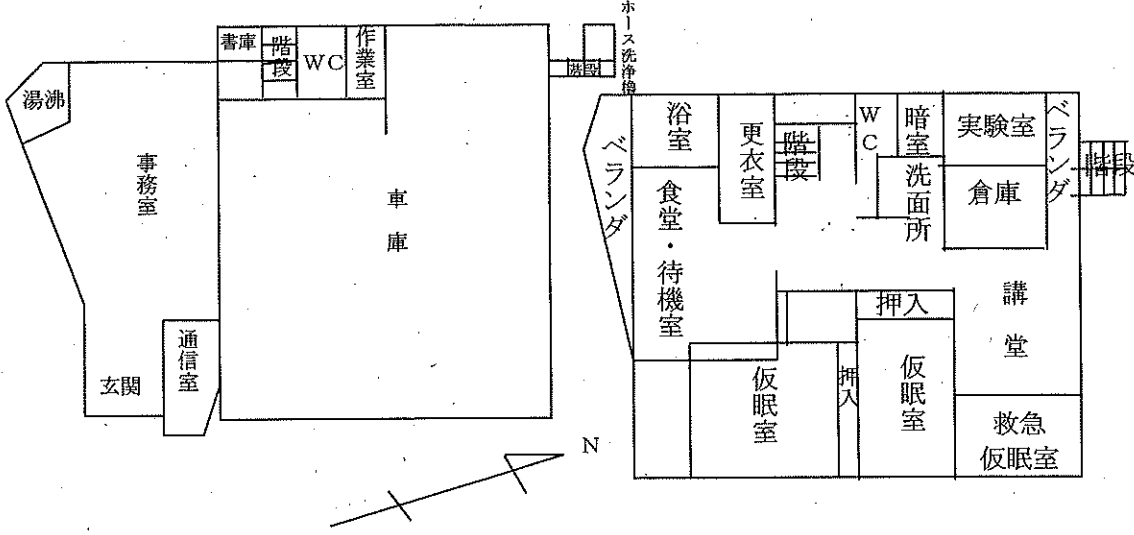 ホース洗浄機
書庫
階段
WC
作業室
階段
湯沸
事務室
車庫
通信室
玄関
N
ベランダ
浴室
更衣室
階段
WC
暗室
実験室
ベランダ
階段
洗面所
倉庫
食堂・待機室
押入
講堂
仮眠室
押入
仮眠室
救急
仮眠室